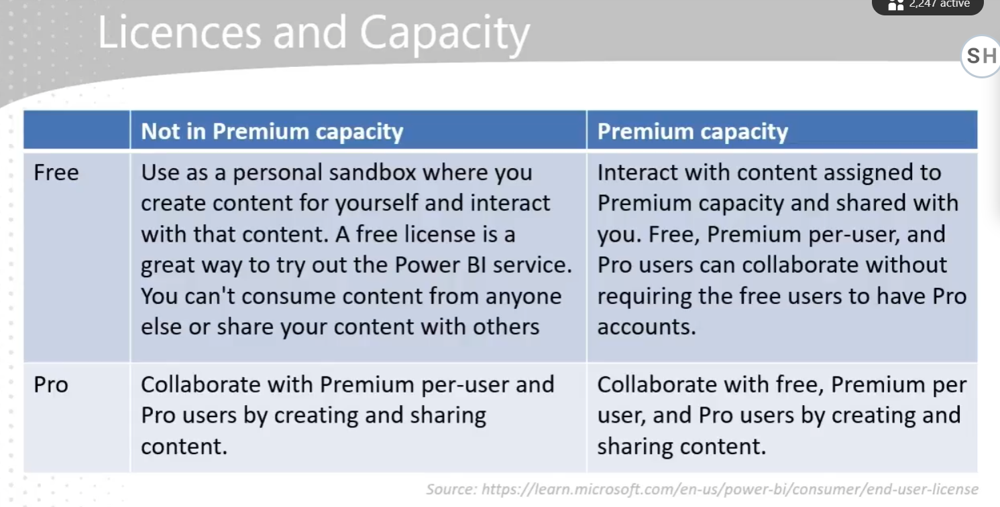 2,247 active
Licences and Capacity
SH
Not in Premium capacity
Premium capacity
Free
Use as a personal sandbox where you
create content for yourself and interact
with that content. A free license is a
great way to try out the Power BI service.
You can't consume content from anyone
else or share your content with others
Interact with content assigned to
Premium capacity and shared with
you. Free, Premium per-user, and
Pro users can collaborate without
requiring the free users to have Pro
accounts.
Pro
Collaborate with Premium per-user and
Pro users by creating and sharing
content.
Collaborate with free, Premium per
user, and Pro users by creating and
sharing content.
Source: https://learn.microsoft.com/en-us/power-bi/consumer/end-user-license